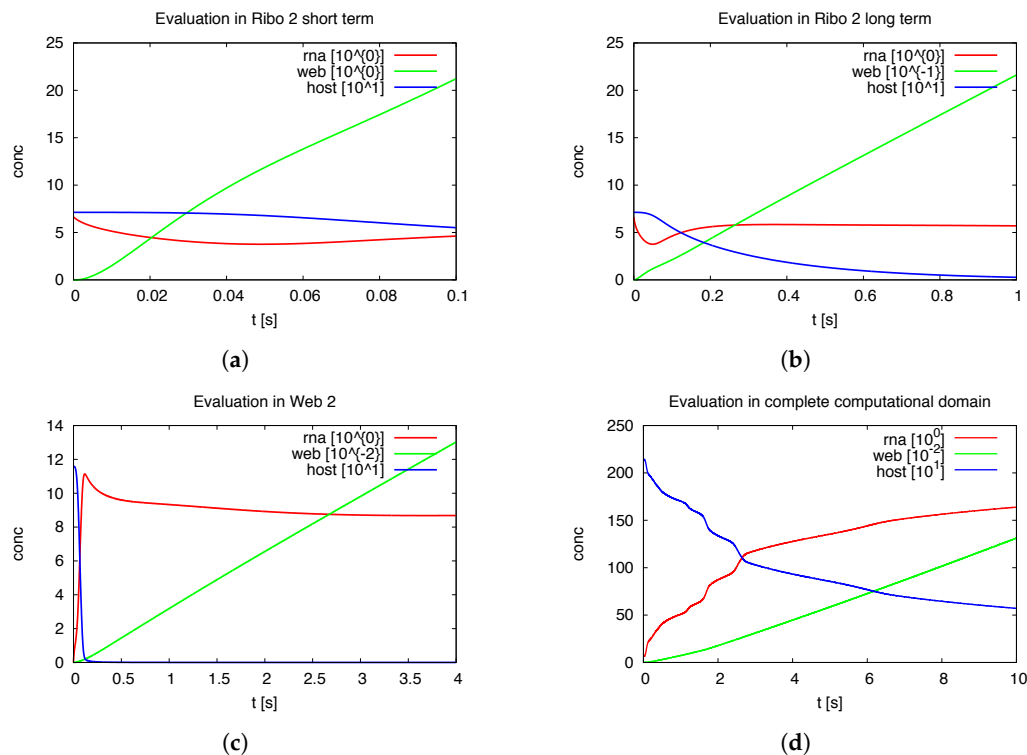 Evaluation in Ribo 2 short term
25
20
15
10
5
0
conc
rna [10^{0}]
web [10^{0}]
host [10^1]
0 0.02 0.04 0.06 0.08 0.1
t [s]
(a)
Evaluation in Ribo 2 long term
25
20
15
10
5
0
conc
rna [10^{0}]
web [10^{-1}]
host [10^1]
0 0.2 0.4 0.6 0.8 1
t [s]
(b)
Evaluation in Web 2
14
12
10
8
6
4
2
0
conc
rna [10^{0}]
web [10^{-2}]
host [10^1]
0 0.5 1 1.5 2 2.5 3 3.5 4
t [s]
(c)
Evaluation in complete computational domain
250
200
150
100
50
0
conc
rna [10⁰]
web [10⁻²]
host [10¹]
0 2 4 6 8 10
t [s]
(d)